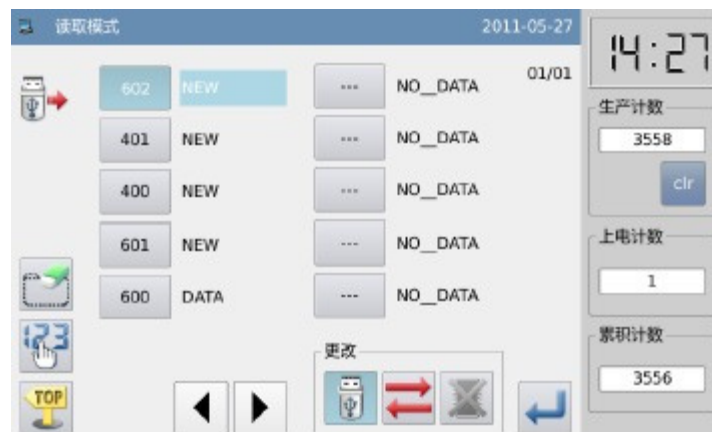 读取模式 2011-05-27
14:27
602 NEW --- NO__DATA 01/01
401 NEW --- NO__DATA
400 NEW --- NO__DATA
601 NEW --- NO__DATA
600 DATA --- NO__DATA
生产计数
3558
clr
上电计数
1
累积计数
3556
123
TOP
更改